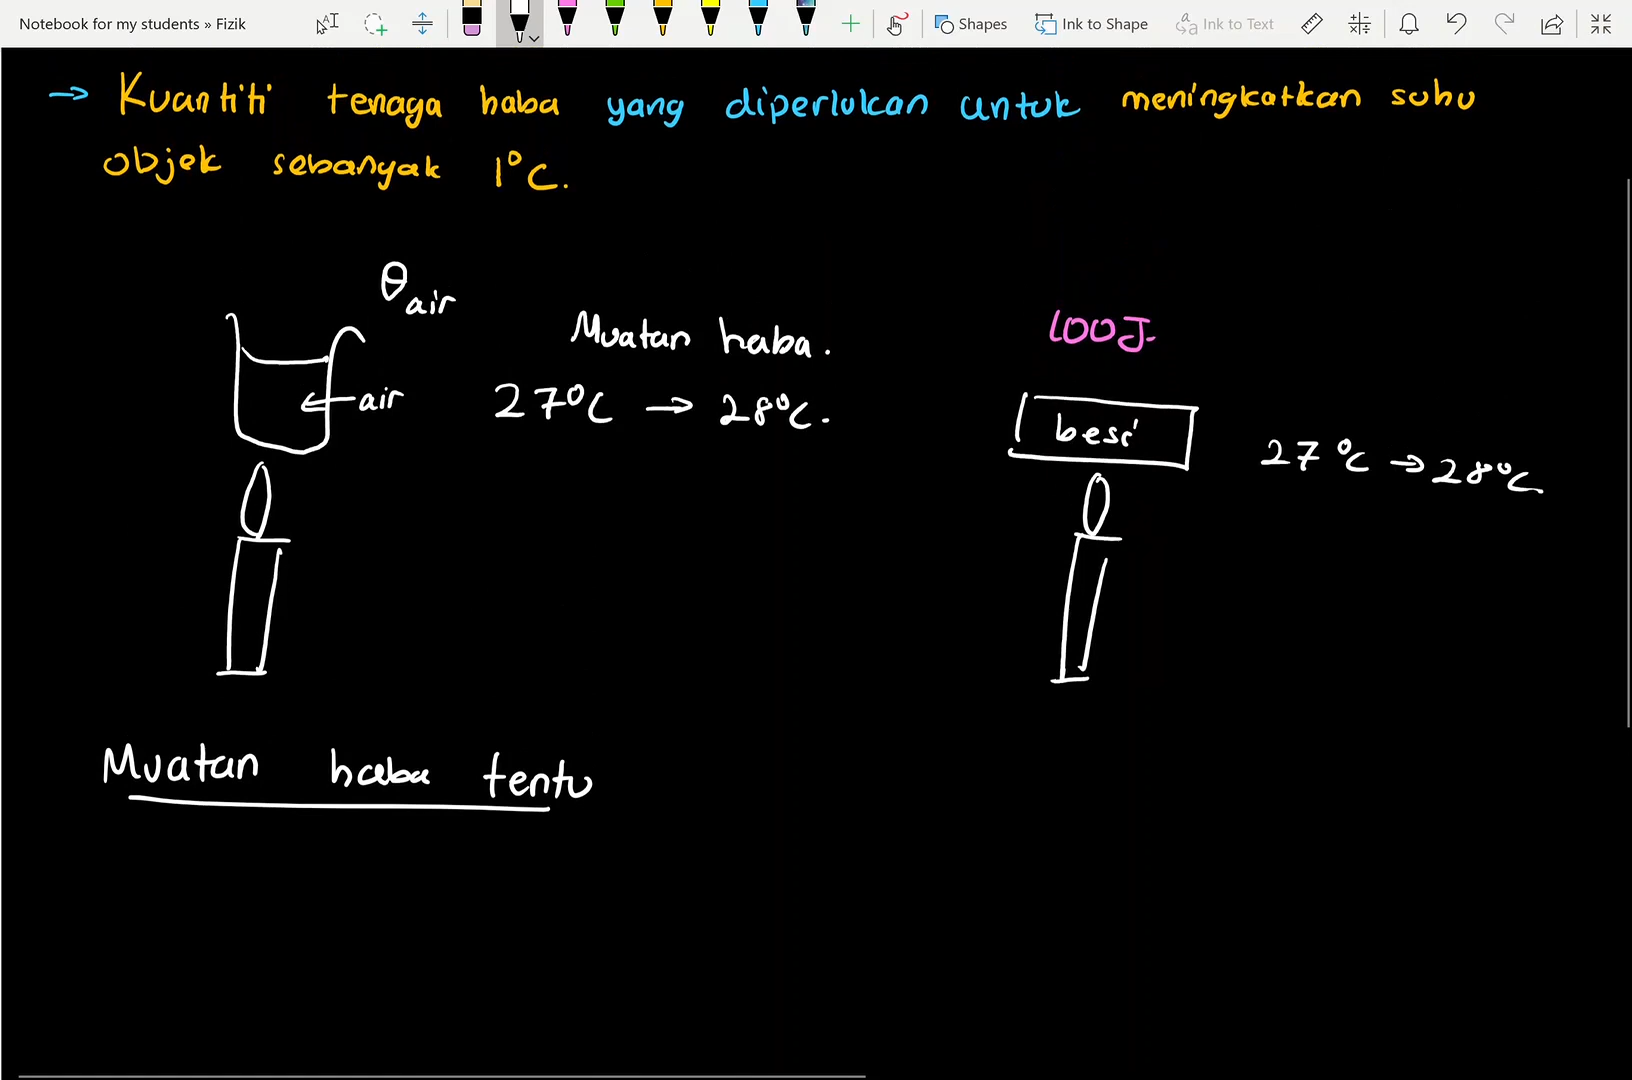 Notebook for my students » Fizik
Shapes
Ink to Shape
Ink to Text
→ Kuantiti tenaga haba yang diperlukan untuk meningkatkan suhu
objek sebanyak 1°C.
θair
Muatan haba.
100J
air
27°C → 28°C.
besi
27°C → 28°C.
Muatan haba tentu